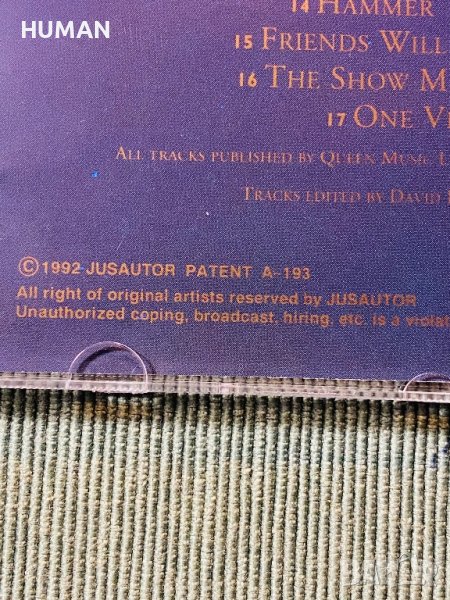 HUMAN
14 HAMMER
15 FRIENDS WILL
16 THE SHOW M
17 ONE VI
ALL TRACKS PUBLISHED BY QUEEN MUSIC L
TRACKS EDITED BY DAVID
©1992 JUSAUTOR PATENT A-193
All right of original artists reserved by JUSAUTOR
Unauthorized coping, broadcast, hiring, etc. is a violat